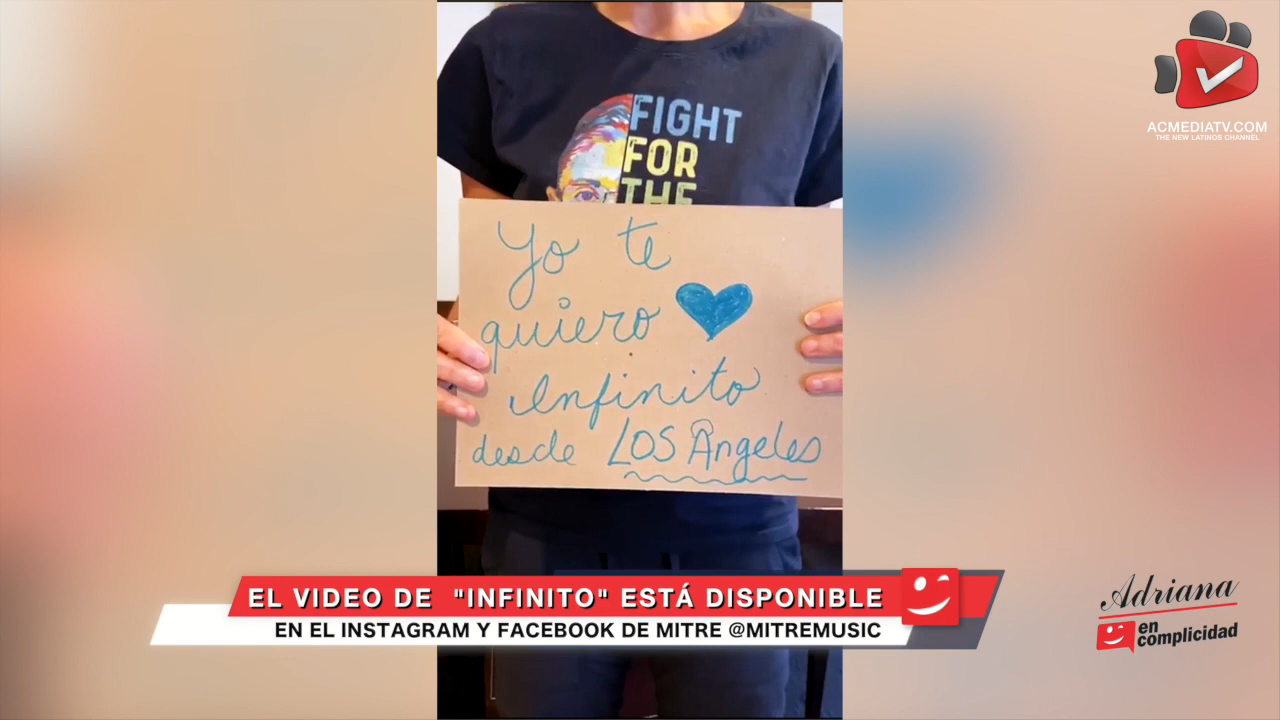 ACMEDIATV.COM
THE NEW LATINOS CHANNEL
FIGHT
FOR
THE
Yo te
quiero
Infinito
desde LOS Angeles
EL VIDEO DE "INFINITO" ESTÁ DISPONIBLE
EN EL INSTAGRAM Y FACEBOOK DE MITRE @MITREMUSIC
Adriana
en
complicidad